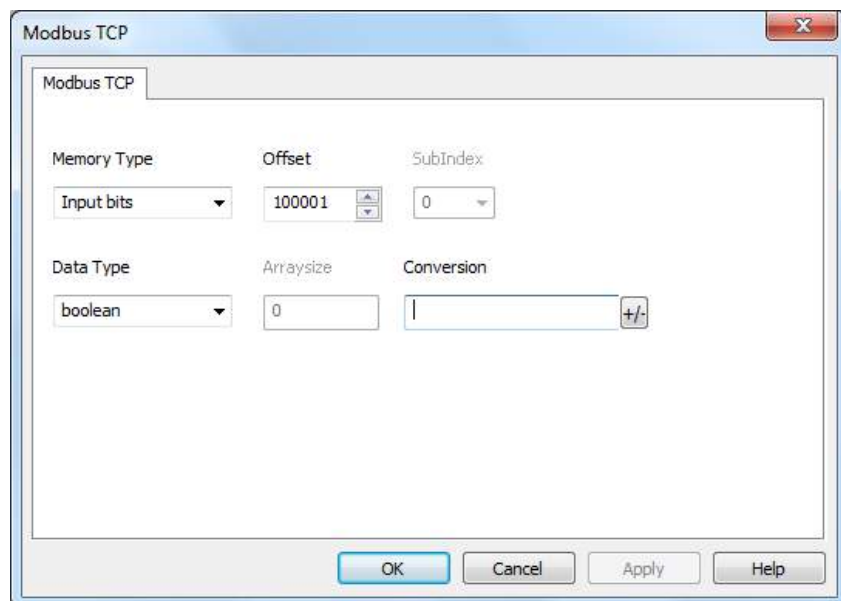 Modbus TCP
Modbus TCP
Memory Type Offset SubIndex
Input bits 100001 0
Data Type Arraysize Conversion
boolean 0 +/-
OK Cancel Apply Help